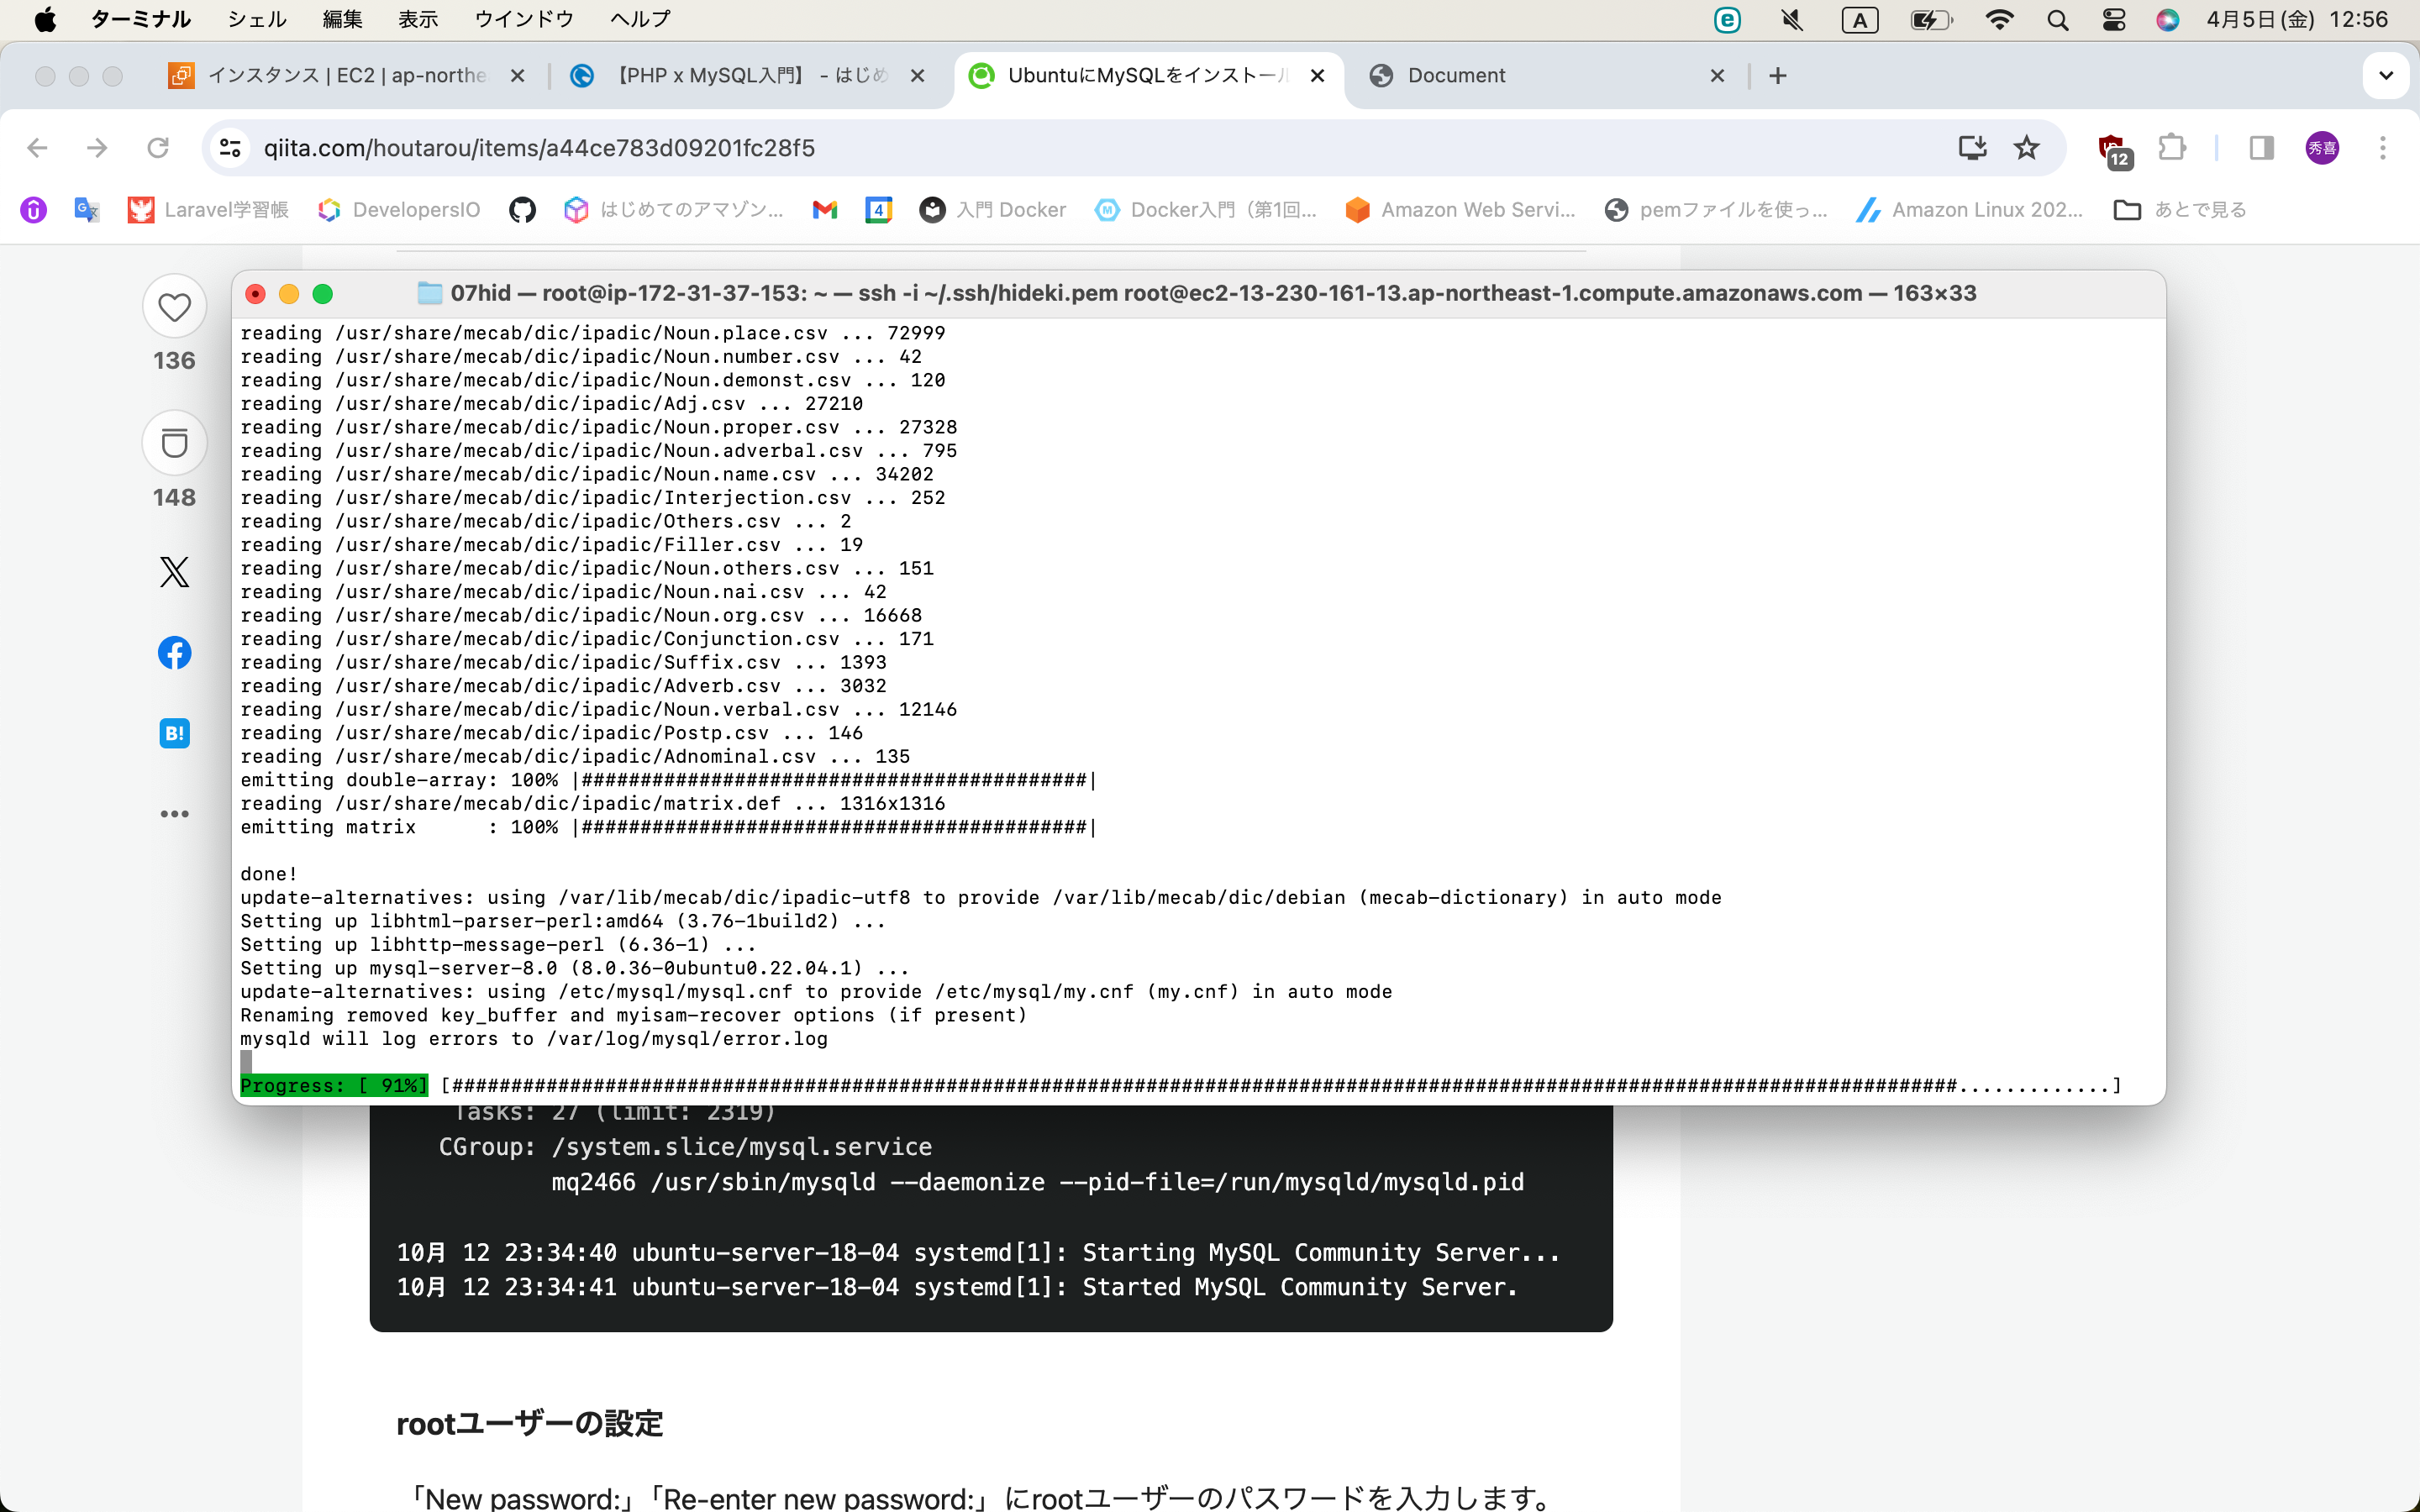 ターミナル シェル 編集 表示 ウインドウ ヘルプ A 4月5日(金) 12:56
インスタンス | EC2 | ap-northe 【PHP x MySQL入門】 - はじめ UbuntuにMySQLをインストール Document
qiita.com/houtarou/items/a44ce783d09201fc28f5 12 秀喜
Laravel学習帳 DevelopersIO はじめてのアマゾン... 4 入門 Docker Docker入門（第1回... Amazon Web Servi... pemファイルを使っ... Amazon Linux 202... あとで見る
136
148
B!
07hid — root@ip-172-31-37-153: ~ — ssh -i ~/.ssh/hideki.pem root@ec2-13-230-161-13.ap-northeast-1.compute.amazonaws.com — 163×33
reading /usr/share/mecab/dic/ipadic/Noun.place.csv ... 72999
reading /usr/share/mecab/dic/ipadic/Noun.number.csv ... 42
reading /usr/share/mecab/dic/ipadic/Noun.demonst.csv ... 120
reading /usr/share/mecab/dic/ipadic/Adj.csv ... 27210
reading /usr/share/mecab/dic/ipadic/Noun.proper.csv ... 27328
reading /usr/share/mecab/dic/ipadic/Noun.adverbal.csv ... 795
reading /usr/share/mecab/dic/ipadic/Noun.name.csv ... 34202
reading /usr/share/mecab/dic/ipadic/Interjection.csv ... 252
reading /usr/share/mecab/dic/ipadic/Others.csv ... 2
reading /usr/share/mecab/dic/ipadic/Filler.csv ... 19
reading /usr/share/mecab/dic/ipadic/Noun.others.csv ... 151
reading /usr/share/mecab/dic/ipadic/Noun.nai.csv ... 42
reading /usr/share/mecab/dic/ipadic/Noun.org.csv ... 16668
reading /usr/share/mecab/dic/ipadic/Conjunction.csv ... 171
reading /usr/share/mecab/dic/ipadic/Suffix.csv ... 1393
reading /usr/share/mecab/dic/ipadic/Adverb.csv ... 3032
reading /usr/share/mecab/dic/ipadic/Noun.verbal.csv ... 12146
reading /usr/share/mecab/dic/ipadic/Postp.csv ... 146
reading /usr/share/mecab/dic/ipadic/Adnominal.csv ... 135
emitting double-array: 100% |###########################################|
reading /usr/share/mecab/dic/ipadic/matrix.def ... 1316x1316
emitting matrix      : 100% |###########################################|
done!
update-alternatives: using /var/lib/mecab/dic/ipadic-utf8 to provide /var/lib/mecab/dic/debian (mecab-dictionary) in auto mode
Setting up libhtml-parser-perl:amd64 (3.76-1build2) ...
Setting up libhttp-message-perl (6.36-1) ...
Setting up mysql-server-8.0 (8.0.36-0ubuntu0.22.04.1) ...
update-alternatives: using /etc/mysql/mysql.cnf to provide /etc/mysql/my.cnf (my.cnf) in auto mode
Renaming removed key_buffer and myisam-recover options (if present)
mysqld will log errors to /var/log/mysql/error.log
Progress: [ 91%] [################################################################################################################################.............]
Tasks: 27 (limit: 2319)
CGroup: /system.slice/mysql.service
mq2466 /usr/sbin/mysqld --daemonize --pid-file=/run/mysqld/mysqld.pid
10月 12 23:34:40 ubuntu-server-18-04 systemd[1]: Starting MySQL Community Server...
10月 12 23:34:41 ubuntu-server-18-04 systemd[1]: Started MySQL Community Server.
rootユーザーの設定
「New password:」「Re-enter new password:」にrootユーザーのパスワードを入力します。